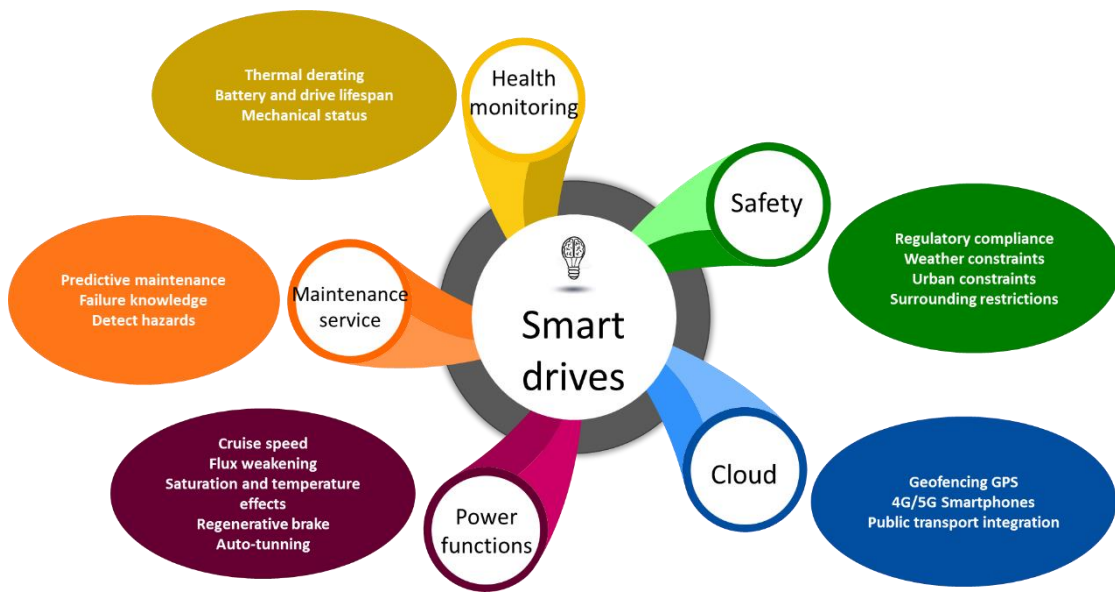 Thermal derating
Battery and drive lifespan
Mechanical status
Health
monitoring
Safety
Regulatory compliance
Weather constraints
Urban constraints
Surrounding restrictions
Predictive maintenance
Failure knowledge
Detect hazards
Maintenance
service
Smart
drives
Cruise speed
Flux weakening
Saturation and temperature
effects
Regenerative brake
Auto-tunning
Power
functions
Cloud
Geofencing GPS
4G/5G Smartphones
Public transport integration